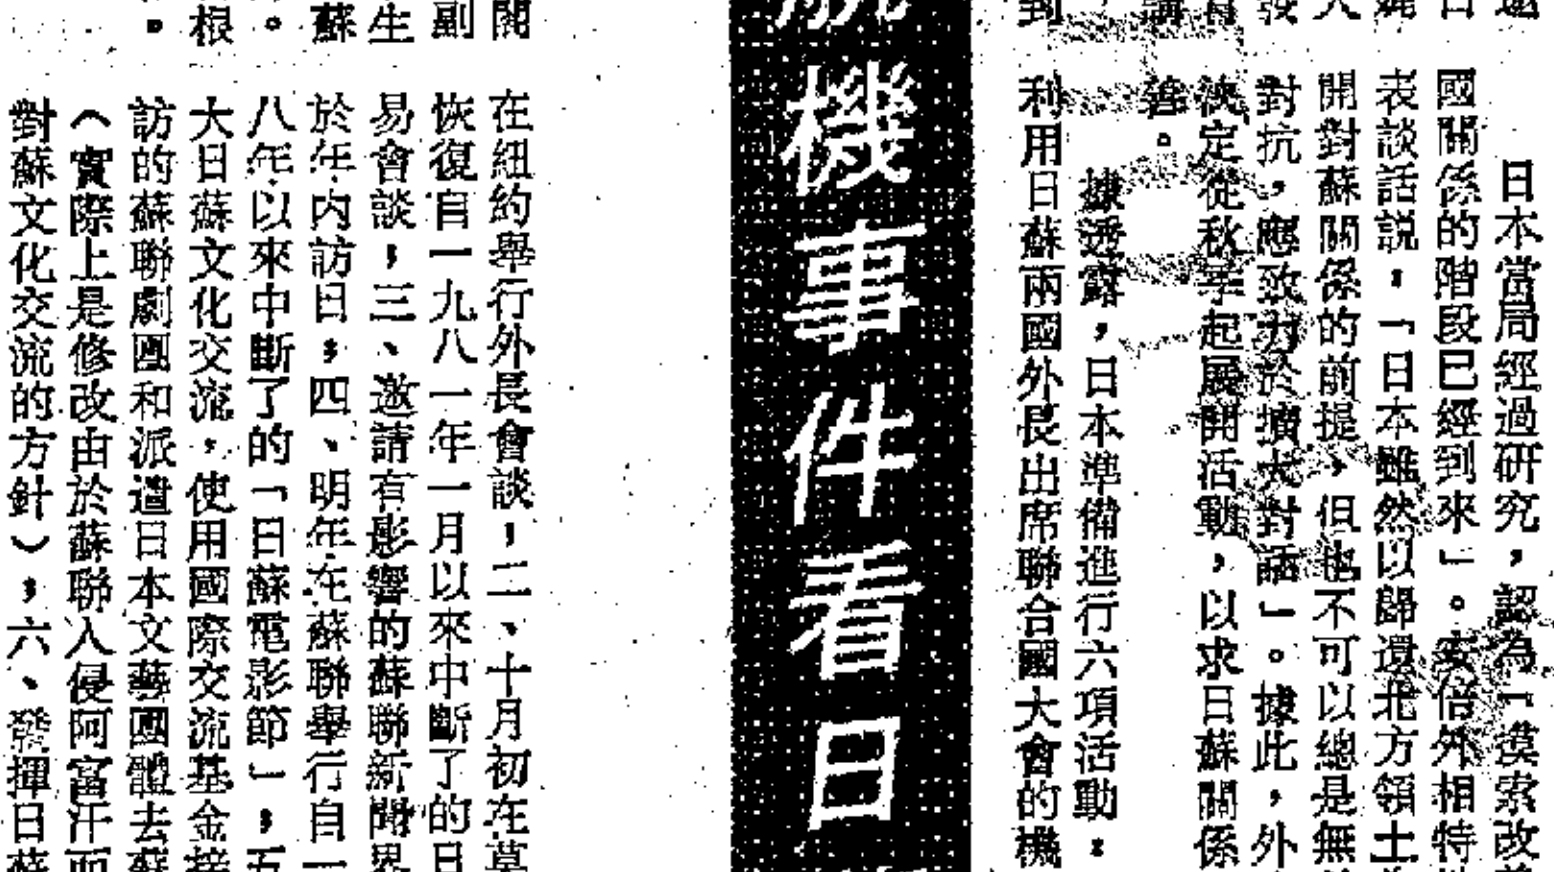 日本當局經過研究，認為「摸索改善
國關係的階段已經到來」。安倍外相特
表談話説：「日本雖然以歸還北方領土
開對蘇關係的前提，但也不可以總是無
對抗，應致力於擴大對話」。據此，外
決定從秋季起展開活動，以求日蘇關係
善。
據透露，日本準備進行六項活動：
利用日蘇兩國外長出席聯合國大會的機
機事件看日
在紐約舉行外長會談，二、十月初在莫
恢復自一九八一年一月以來中斷了的日
易會談，三、邀請有影響的蘇聯新聞界
於年内訪日，四、明年在蘇聯舉行自一
八年以來中斷了的「日蘇電影節」，五
大日蘇文化交流，使用國際交流基金接
訪的蘇聯劇團和派遣日本文藝團體去蘇
（實際上是修改由於蘇聯入侵阿富汗而
對蘇文化交流的方針），六、發揮日蘇
閣
副
生
蘇
。
根
。